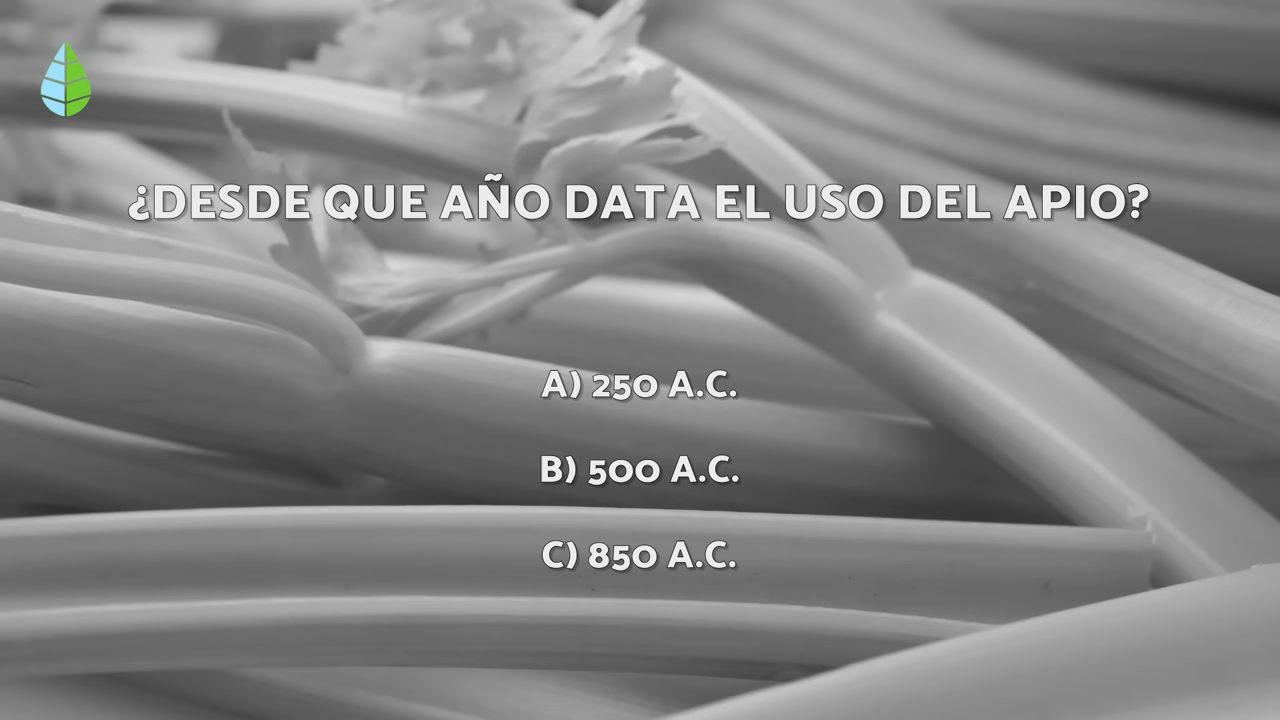 ¿DESDE QUE AÑO DATA EL USO DEL APIO?
A) 250 A.C.
B) 500 A.C.
C) 850 A.C.